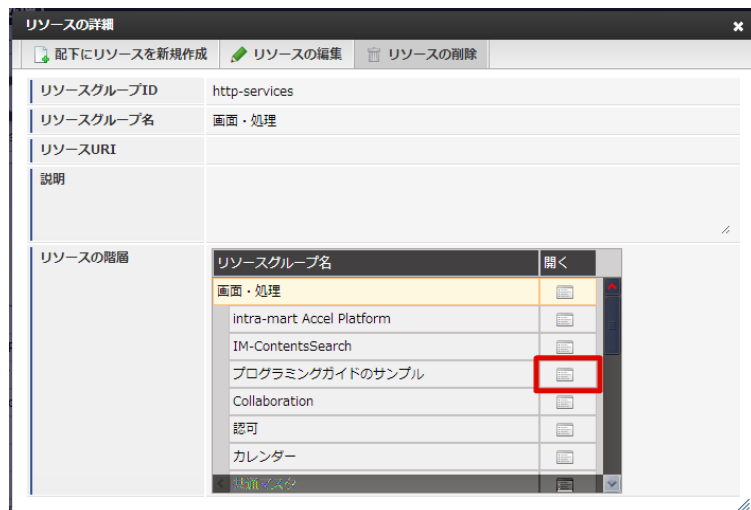 リソースの詳細
配下にリソースを新規作成 リソースの編集 リソースの削除
リソースグループID http-services
リソースグループ名 画面・処理
リソースURI
説明
リソースの階層
リソースグループ名 開く
画面・処理
intra-mart Accel Platform
IM-ContentsSearch
プログラミングガイドのサンプル
Collaboration
認可
カレンダー
共通マスタ